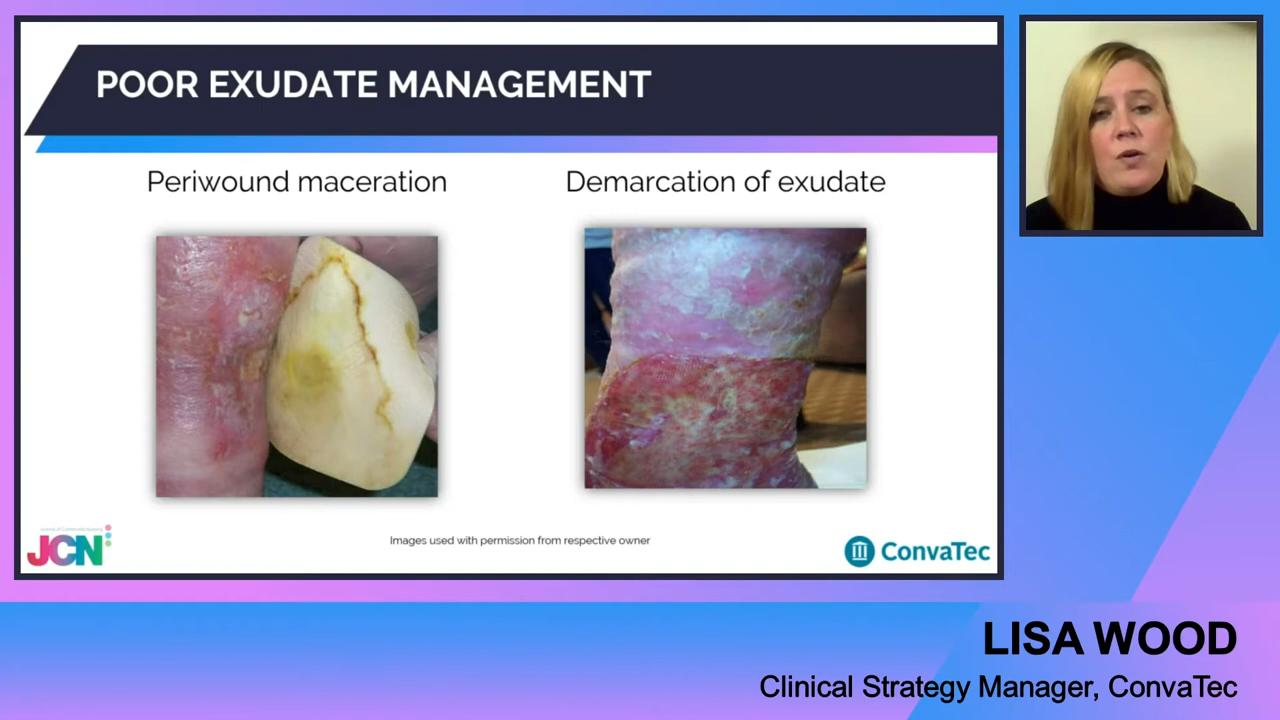 POOR EXUDATE MANAGEMENT
Periwound maceration
Demarcation of exudate
Images used with permission from respective owner
JCN
ConvaTec
LISA WOOD
Clinical Strategy Manager, ConvaTec